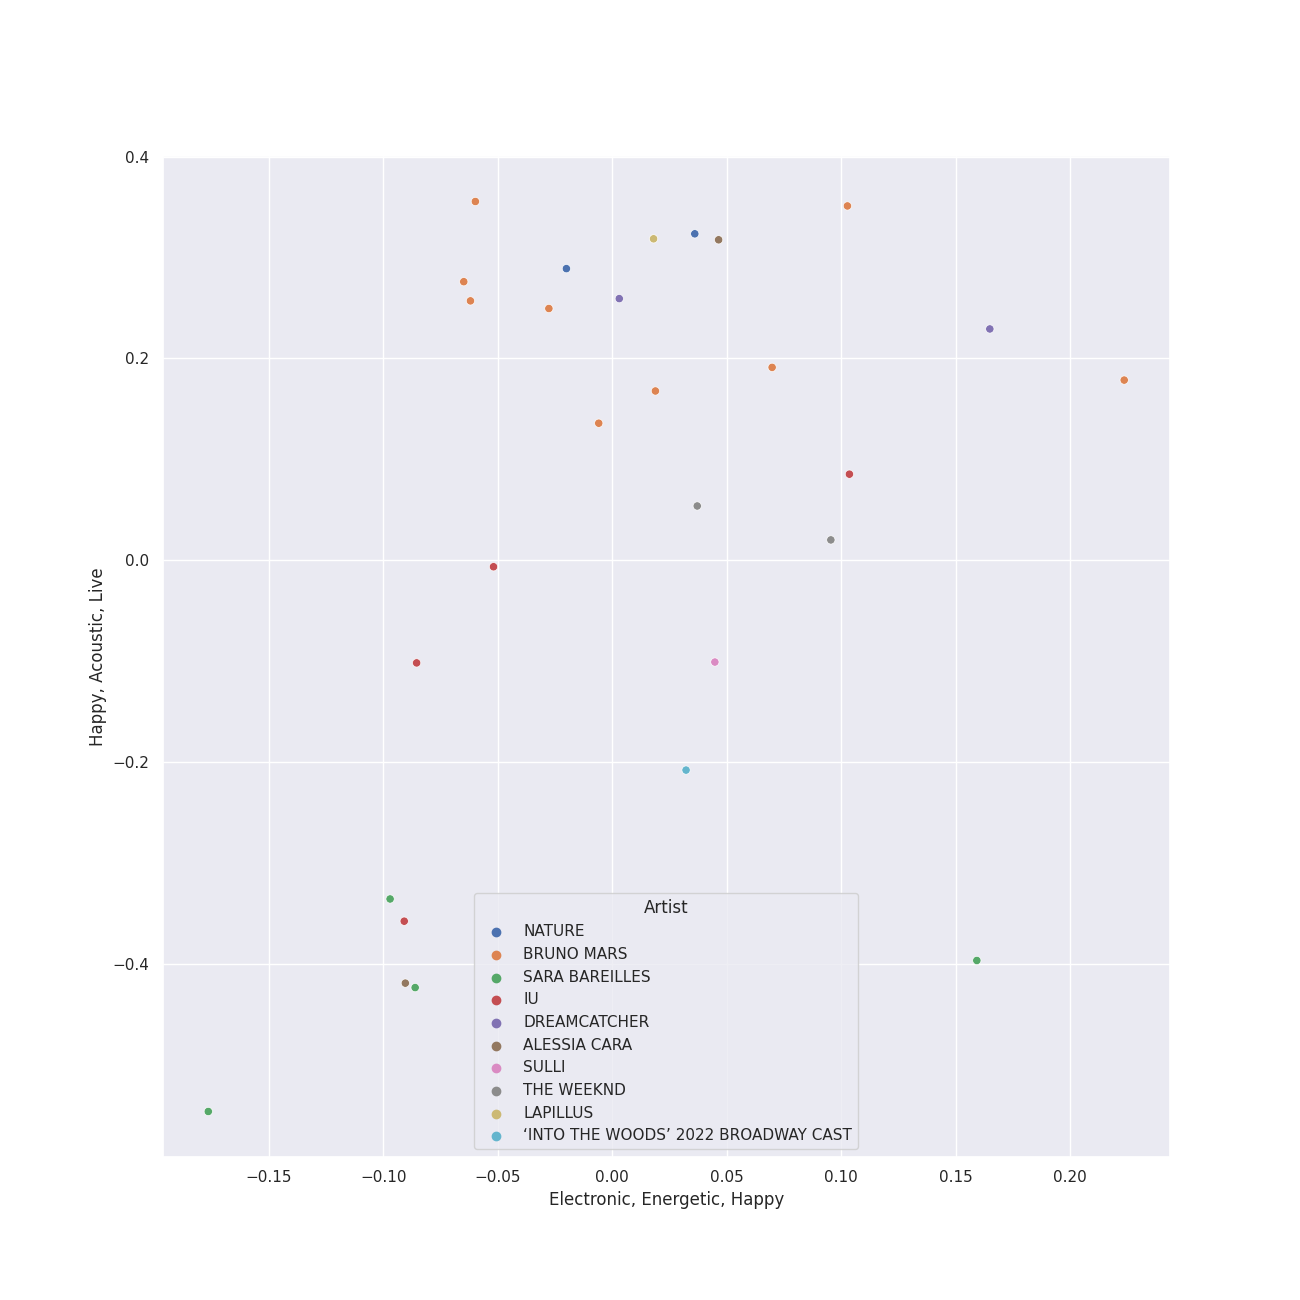 0.4
0.2
0.0
−0.2
−0.4
Happy, Acoustic, Live
Artist
NATURE
BRUNO MARS
SARA BAREILLES
IU
DREAMCATCHER
ALESSIA CARA
SULLI
THE WEEKND
LAPILLUS
‘INTO THE WOODS’ 2022 BROADWAY CAST
−0.15 −0.10 −0.05 0.00 0.05 0.10 0.15 0.20
Electronic, Energetic, Happy